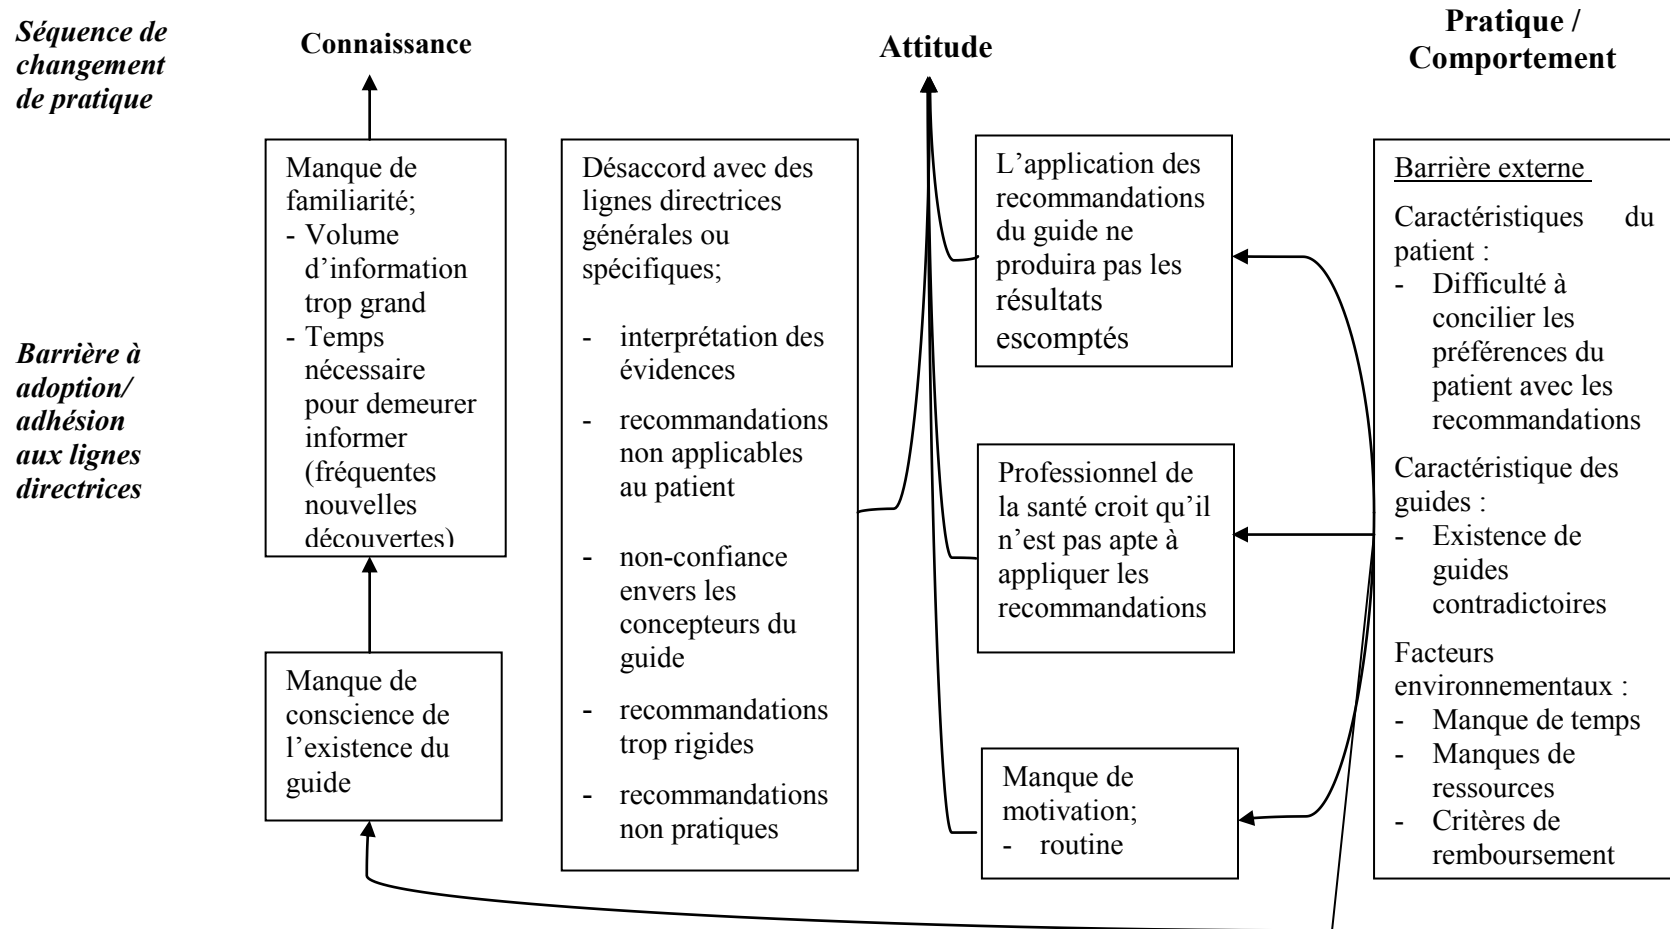 Séquence de
changement
de pratique
Connaissance
Attitude
Pratique /
Comportement
Barrière à
adoption/
adhésion
aux lignes
directrices
Manque de
familiarité;
- Volume
d’information
trop grand
- Temps
nécessaire
pour demeurer
informer
(fréquentes
nouvelles
découvertes)
Manque de
conscience de
l’existence du
guide
Désaccord avec des
lignes directrices
générales ou
spécifiques;
- interprétation des
évidences
- recommandations
non applicables
au patient
- non-confiance
envers les
concepteurs du
guide
- recommandations
trop rigides
- recommandations
non pratiques
L’application des
recommandations
du guide ne
produira pas les
résultats
escomptés
Professionnel de
la santé croit qu’il
n’est pas apte à
appliquer les
recommandations
Manque de
motivation;
- routine
Barrière externe
Caractéristiques du
patient :
- Difficulté à
concilier les
préférences du
patient avec les
recommandations
Caractéristique des
guides :
- Existence de
guides
contradictoires
Facteurs
environnementaux :
- Manque de temps
- Manques de
ressources
- Critères de
remboursement